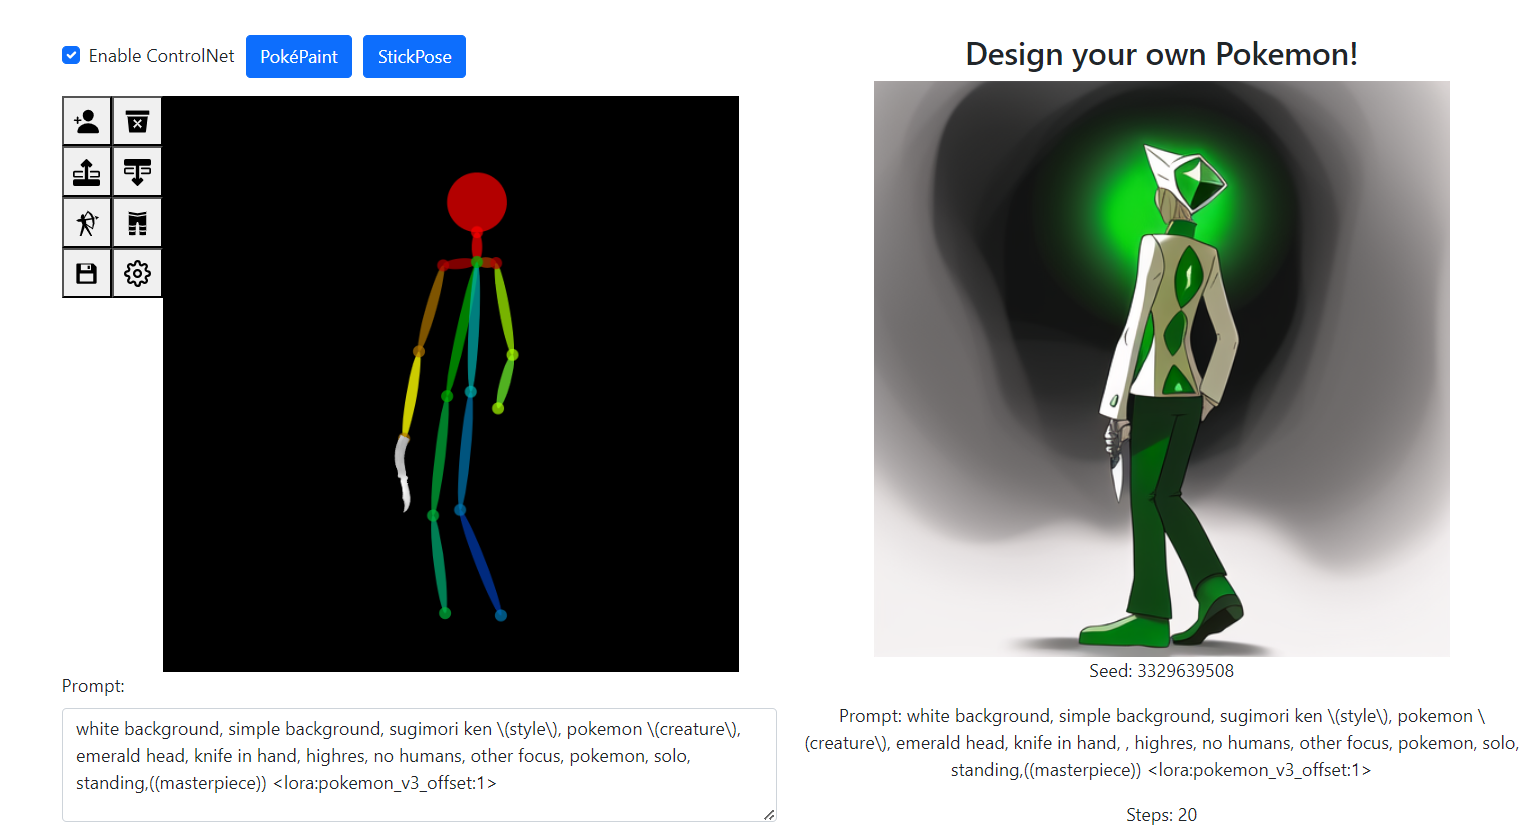 Enable ControlNet
PokéPaint
StickPose
Prompt:
white background, simple background, sugimori ken \(style\), pokemon \(creature\),
emerald head, knife in hand, highres, no humans, other focus, pokemon, solo,
standing,((masterpiece)) <lora:pokemon_v3_offset:1>
Design your own Pokemon!
Seed: 3329639508
Prompt: white background, simple background, sugimori ken \(style\), pokemon \
(creature\), emerald head, knife in hand, , highres, no humans, other focus, pokemon, solo,
standing,((masterpiece)) <lora:pokemon_v3_offset:1>
Steps: 20